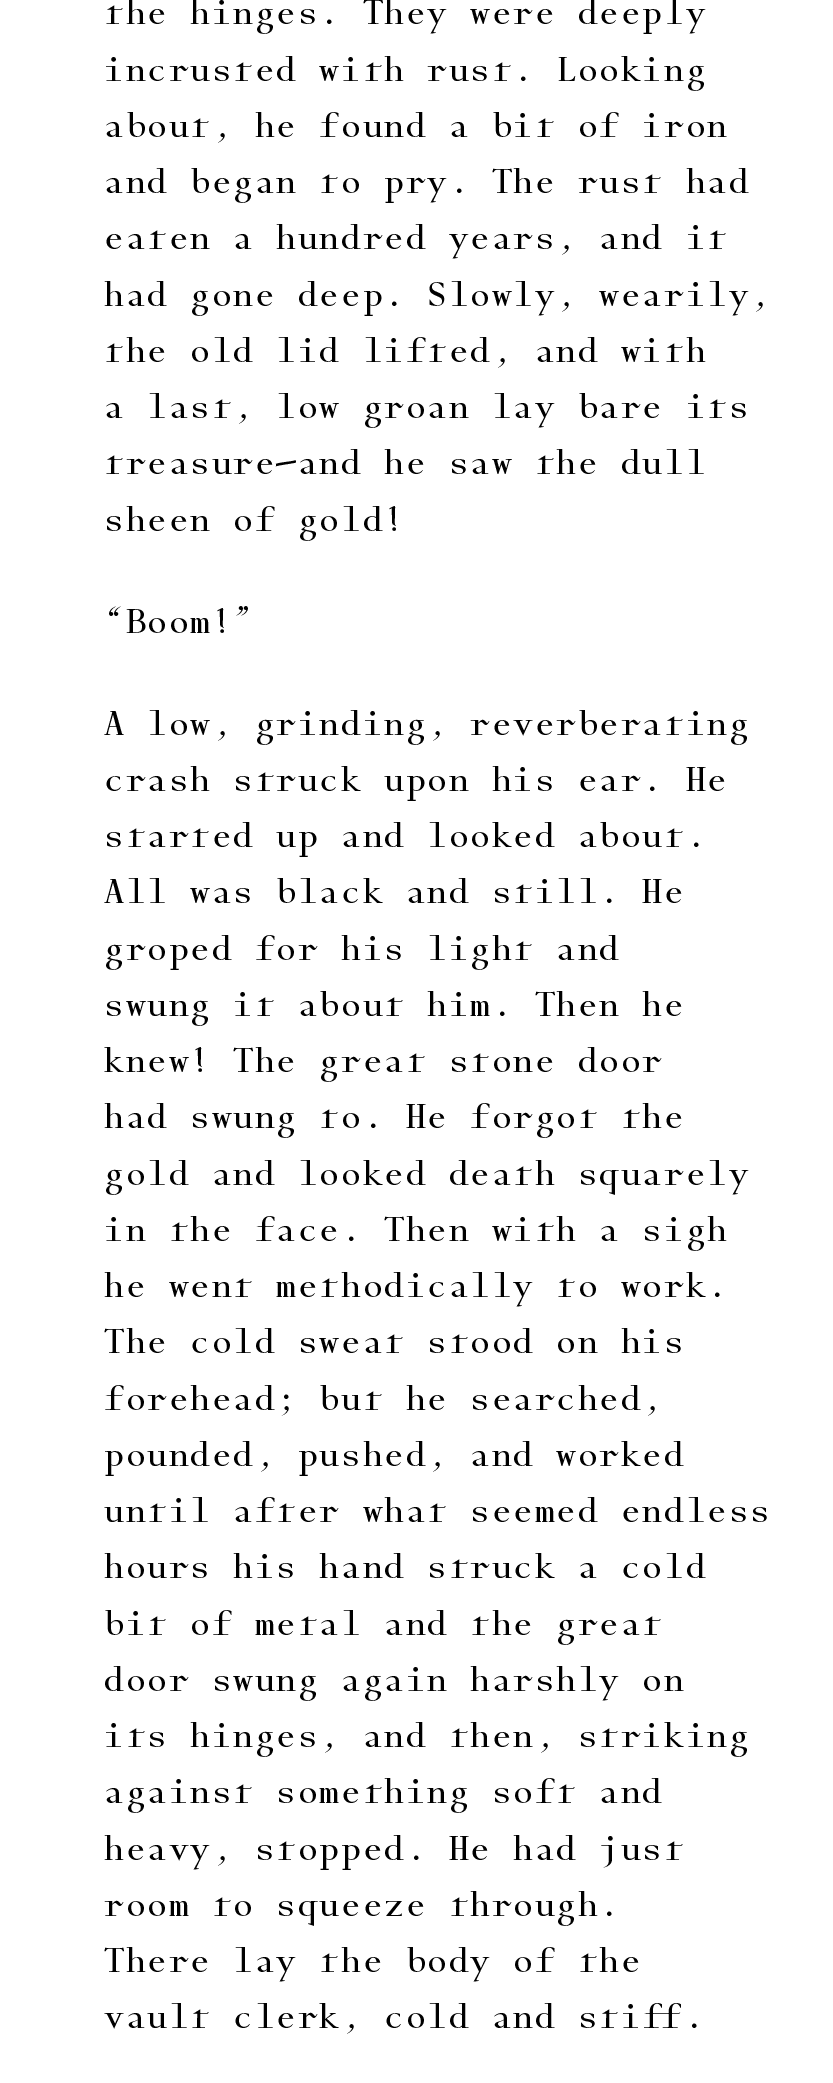 the hinges. They were deeply
incrusted with rust. Looking
about, he found a bit of iron
and began to pry. The rust had
eaten a hundred years, and it
had gone deep. Slowly, wearily,
the old lid lifted, and with
a last, low groan lay bare its
treasure—and he saw the dull
sheen of gold!
“Boom!”
A low, grinding, reverberating
crash struck upon his ear. He
started up and looked about.
All was black and still. He
groped for his light and
swung it about him. Then he
knew! The great stone door
had swung to. He forgot the
gold and looked death squarely
in the face. Then with a sigh
he went methodically to work.
The cold sweat stood on his
forehead; but he searched,
pounded, pushed, and worked
until after what seemed endless
hours his hand struck a cold
bit of metal and the great
door swung again harshly on
its hinges, and then, striking
against something soft and
heavy, stopped. He had just
room to squeeze through.
There lay the body of the
vault clerk, cold and stiff.